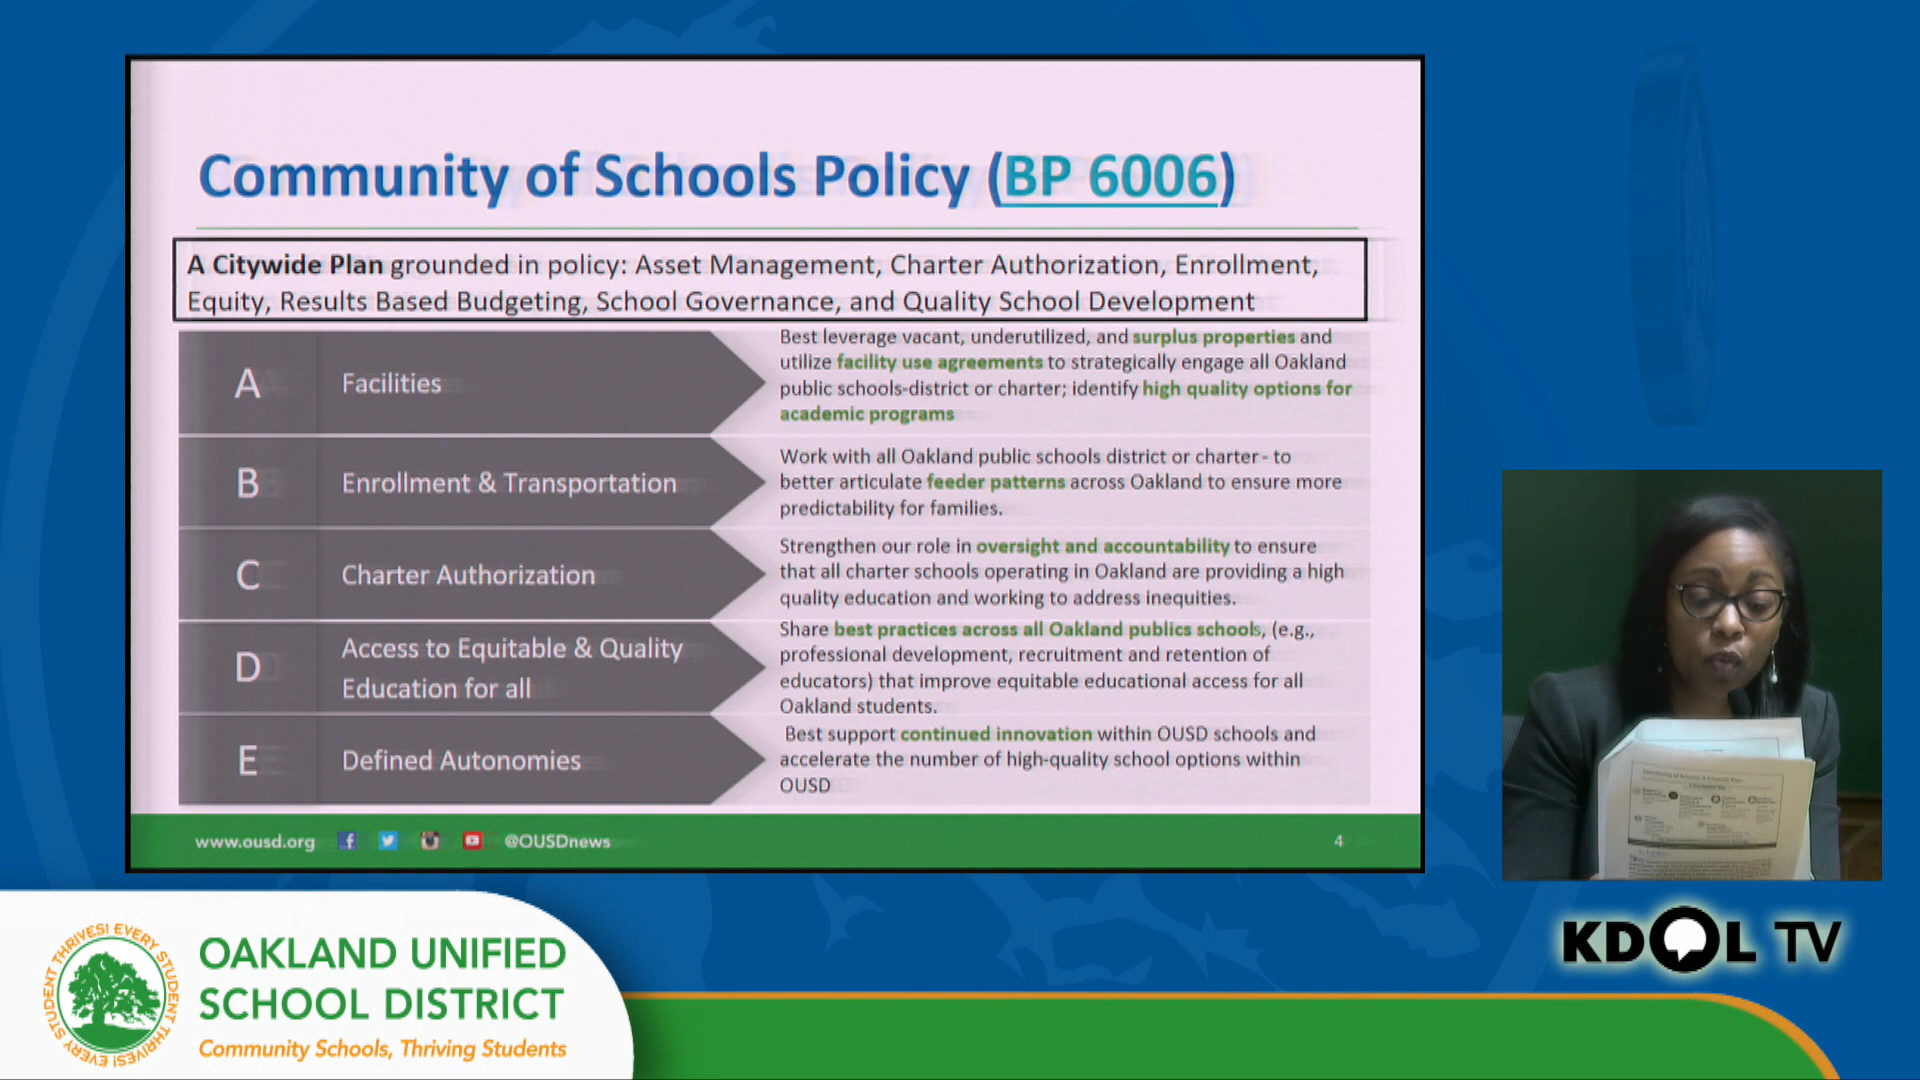 Community of Schools Policy (BP 6006)
A Citywide Plan grounded in policy: Asset Management, Charter Authorization, Enrollment,
Equity, Results Based Budgeting, School Governance, and Quality School Development
A
Facilities
Best leverage vacant, underutilized, and surplus properties and
utilize facility use agreements to strategically engage all Oakland
public schools-district or charter; identify high quality options for
academic programs
B
Enrollment & Transportation
Work with all Oakland public schools district or charter- to
better articulate feeder patterns across Oakland to ensure more
predictability for families.
C
Charter Authorization
Strengthen our role in oversight and accountability to ensure
that all charter schools operating in Oakland are providing a high
quality education and working to address inequities.
D
Access to Equitable & Quality
Education for all
Share best practices across all Oakland publics schools, (e.g.,
professional development, recruitment and retention of
educators) that improve equitable educational access for all
Oakland students.
E
Defined Autonomies
Best support continued innovation within OUSD schools and
accelerate the number of high-quality school options within
OUSD
www.ousd.org
@OUSDnews
4
EVERY STUDENT THRIVES! EVERY STUDENT THRIVES!
OAKLAND UNIFIED
SCHOOL DISTRICT
Community Schools, Thriving Students
KDOL TV